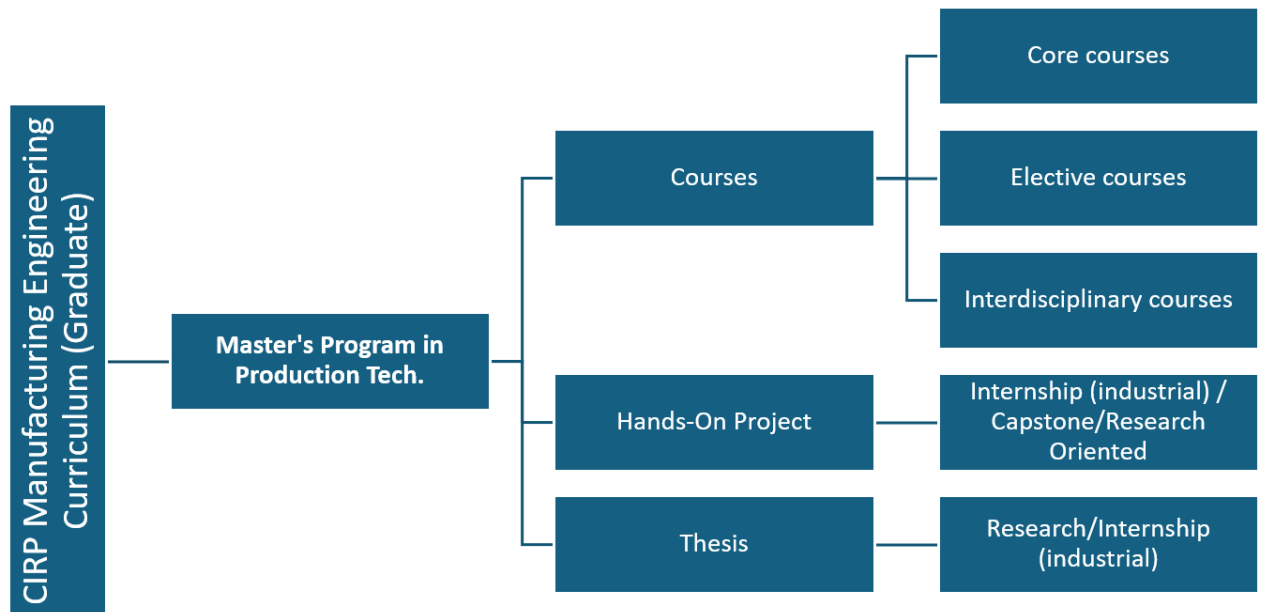 CIRP Manufacturing Engineering
Curriculum (Graduate)
Master's Program in
Production Tech.
Courses
Core courses
Elective courses
Interdisciplinary courses
Hands-On Project
Internship (industrial) /
Capstone/Research
Oriented
Thesis
Research/Internship
(industrial)